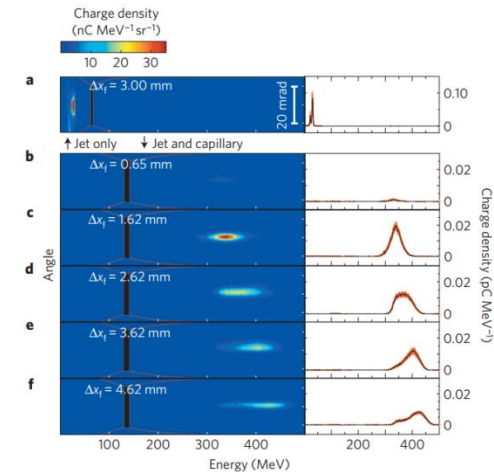 Charge density
(nC MeV⁻¹ sr⁻¹)
10 20 30
a
Δx_f = 3.00 mm
20 mrad
0.10
0
↑ Jet only ↓ Jet and capillary
b
Δx_f = 0.65 mm
0.02
0
c
Δx_f = 1.62 mm
0.02
0
d
Δx_f = 2.62 mm
0.02
0
e
Δx_f = 3.62 mm
0.02
0
f
Δx_f = 4.62 mm
0.02
0
Angle
Charge density (pC MeV⁻¹)
100 200 300 400 200 400
Energy (MeV)